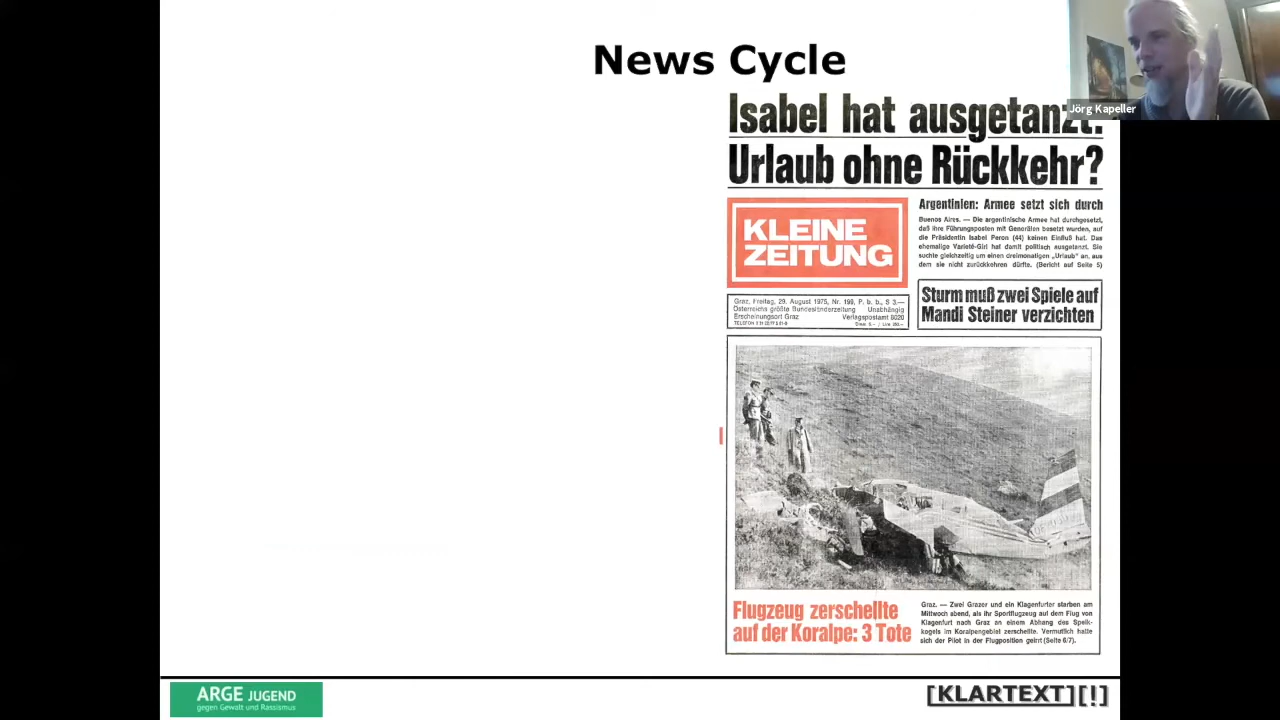 News Cycle
Jörg Kapeller
Isabel hat ausgetanzt:
Urlaub ohne Rückkehr?
KLEINE
ZEITUNG
Argentinien: Armee setzt sich durch
Buenos Aires. — Die argentinische Armee hat durchgesetzt,
daß ihre Führungsposten mit Generälen besetzt wurden, auf
die Präsidentin Isabel Peron (44) keinen Einfluß hat. Das
ehemalige Varieté-Girl hat damit politisch ausgetanzt. Sie
suchte gleichzeitig um einen dreimonatigen „Urlaub" an, aus
dem sie nicht zurückkehren dürfte. (Bericht auf Seite 5)
Graz, Freitag, 29. August 1975, Nr. 199, P. b. b., S 3.—
Österreichs größte Bundesländerzeitung Unabhängig
Erscheinungsort Graz Verlagspostamt 8020
Sturm muß zwei Spiele auf
Mandi Steiner verzichten
Flugzeug zerschellte
auf der Koralpe: 3 Tote
Graz. — Zwei Grazer und ein Klagenfurter starben am
Mittwoch abend, als ihr Sportflugzeug auf dem Flug von
Klagenfurt nach Graz an einem Abhang des Speik-
kogels im Koralpengebiet zerschellte. Vermutlich hatte
sich der Pilot in der Flugposition geirrt (Seite 6/7).
ARGE JUGEND
gegen Gewalt und Rassismus
[KLARTEXT][!]